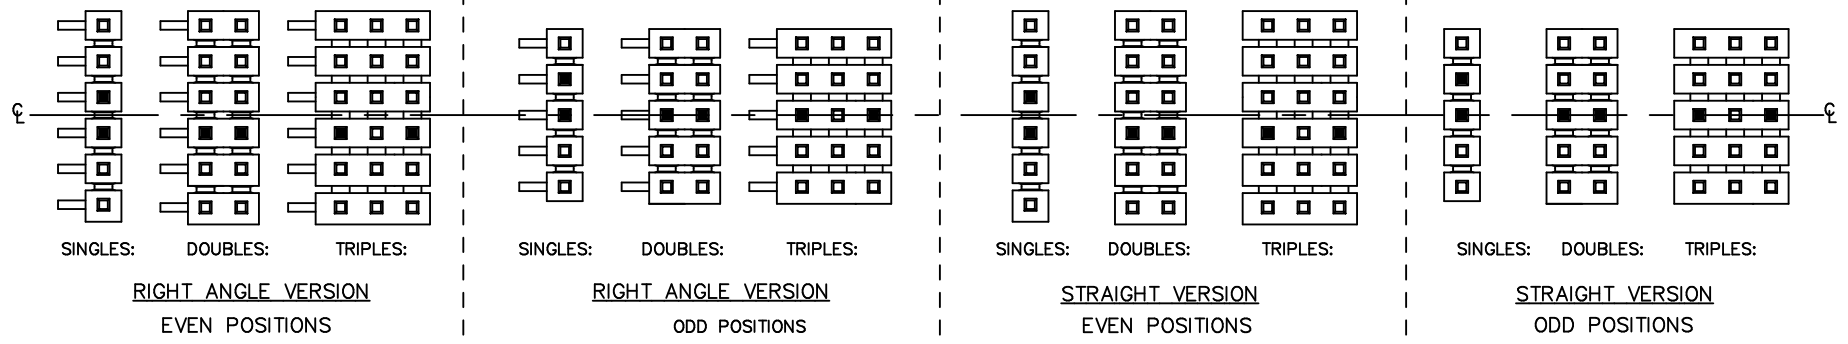 ℄ ℄
SINGLES: DOUBLES: TRIPLES: SINGLES: DOUBLES: TRIPLES: SINGLES: DOUBLES: TRIPLES: SINGLES: DOUBLES: TRIPLES:
RIGHT ANGLE VERSION RIGHT ANGLE VERSION STRAIGHT VERSION STRAIGHT VERSION
EVEN POSITIONS ODD POSITIONS EVEN POSITIONS ODD POSITIONS